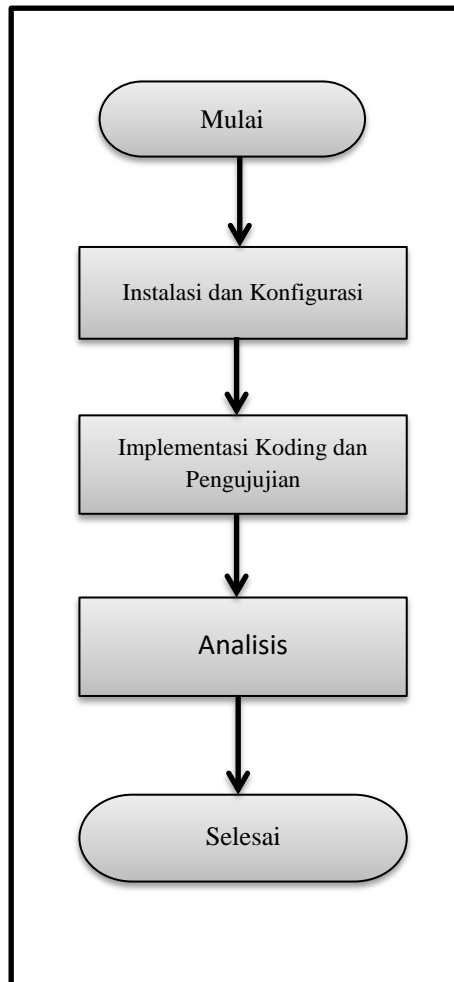 Mulai
Instalasi dan Konfigurasi
Implementasi Koding dan
Pengujujian
Analisis
Selesai